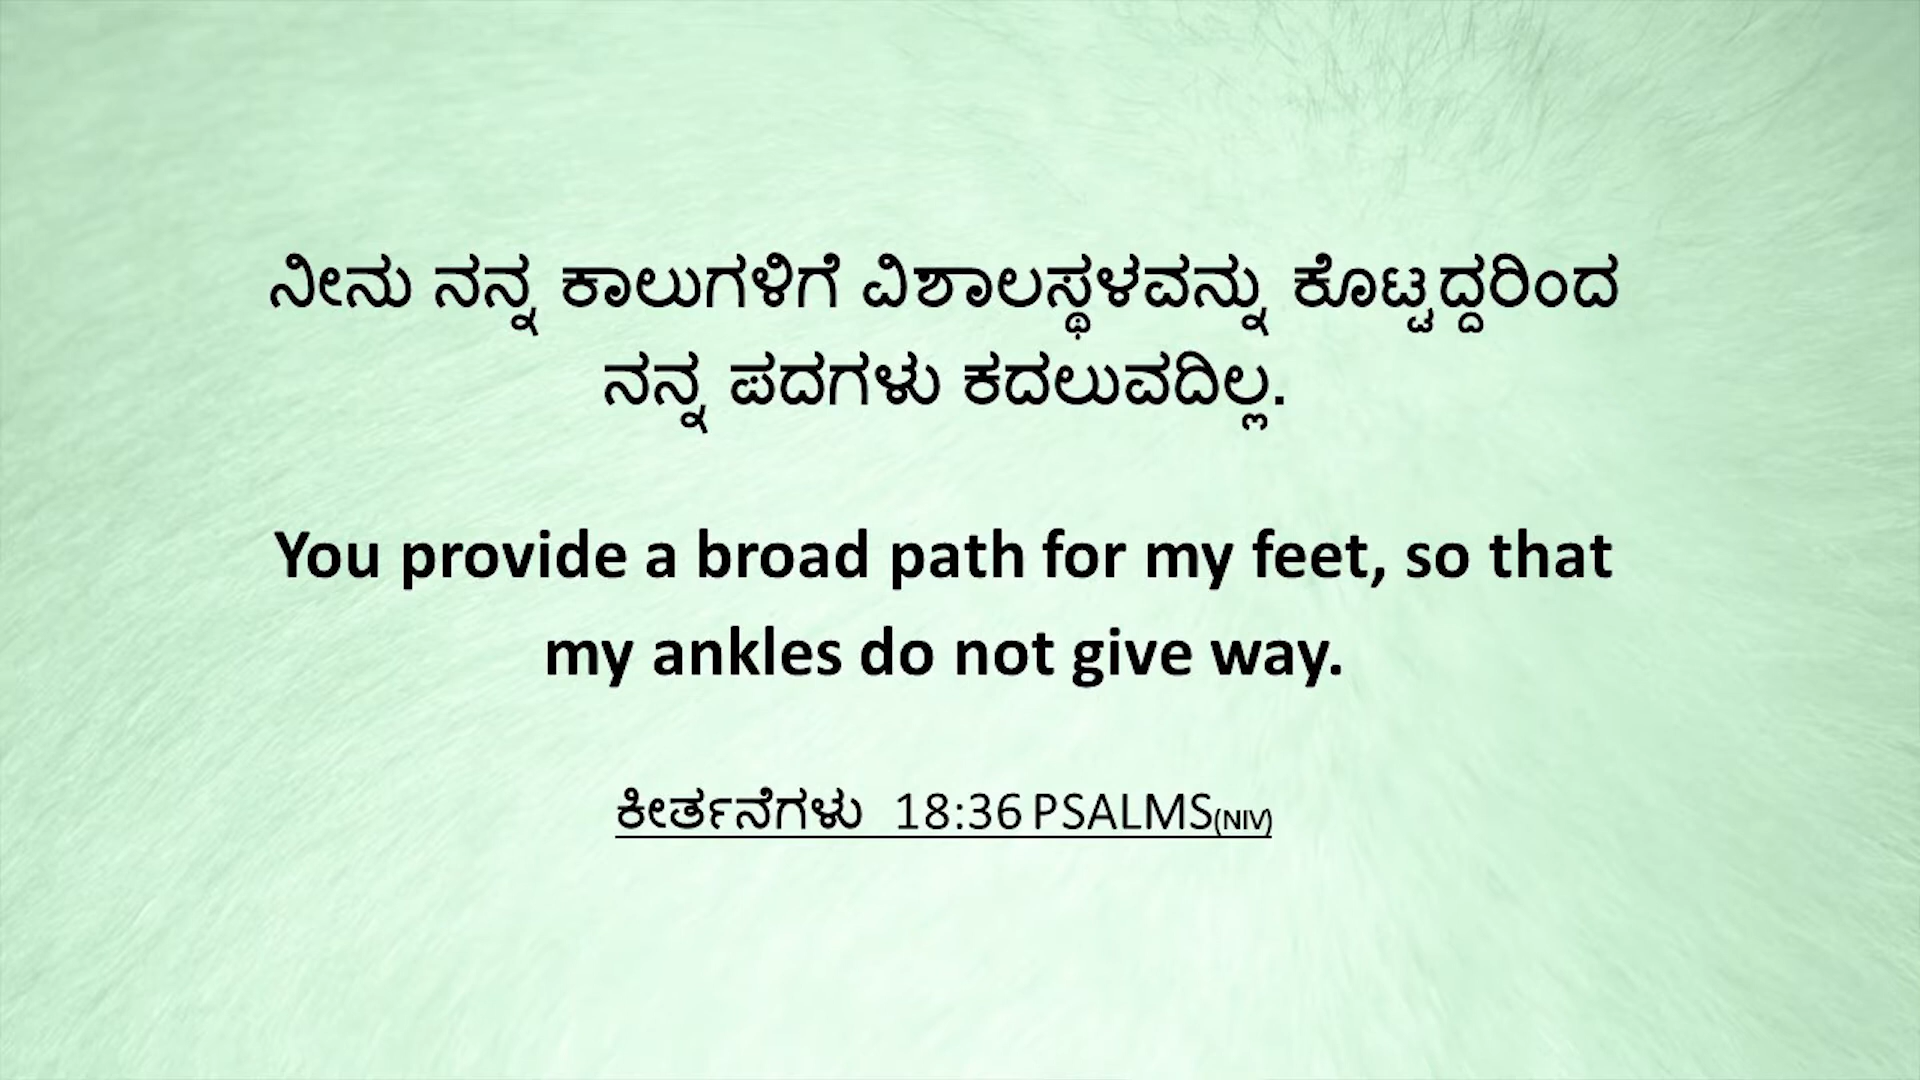 ನೀನು ನನ್ನ ಕಾಲುಗಳಿಗೆ ವಿಶಾಲಸ್ಥಳವನ್ನು ಕೊಟ್ಟದ್ದರಿಂದ
ನನ್ನ ಪದಗಳು ಕದಲುವದಿಲ್ಲ.
You provide a broad path for my feet, so that
my ankles do not give way.
ಕೀರ್ತನೆಗಳು 18:36 PSALMS(NIV)